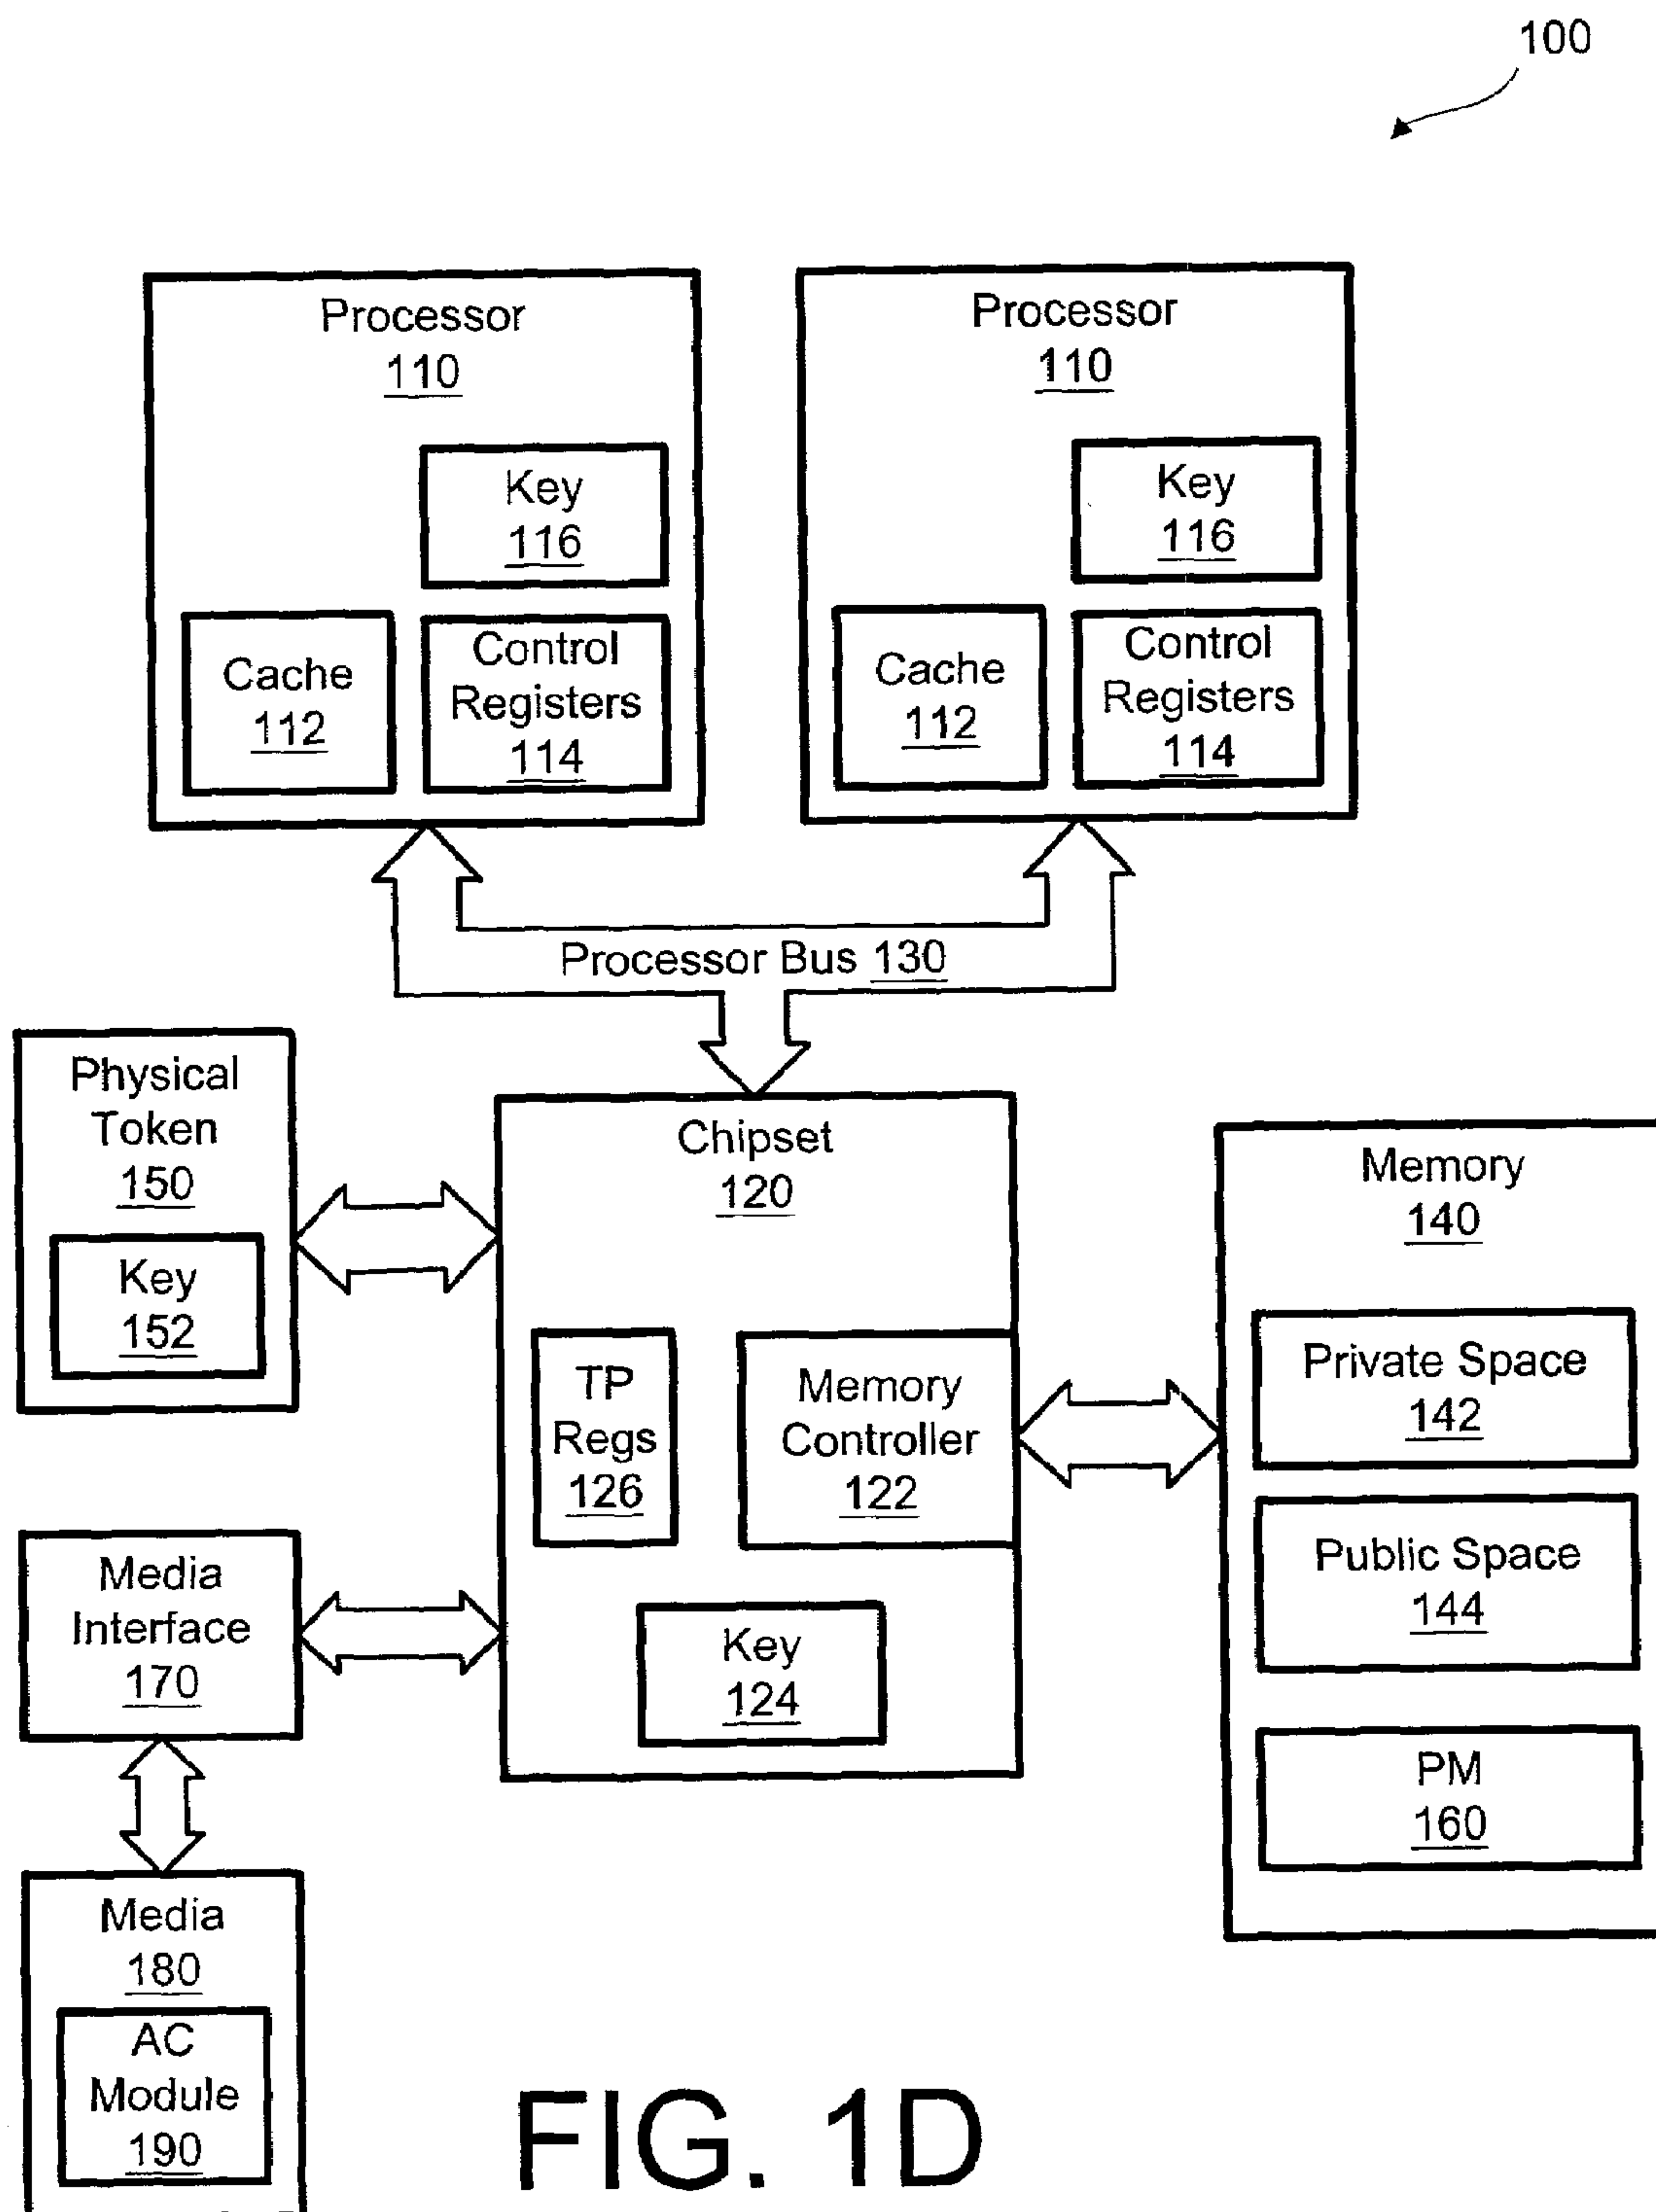 100
Processor
110
Key
116
Cache
112
Control
Registers
114
Processor
110
Key
116
Cache
112
Control
Registers
114
Processor Bus 130
Physical
Token
150
Key
152
Chipset
120
TP
Regs
126
Memory
Controller
122
Key
124
Memory
140
Private Space
142
Public Space
144
PM
160
Media
Interface
170
Media
180
AC
Module
190
FIG. 1D